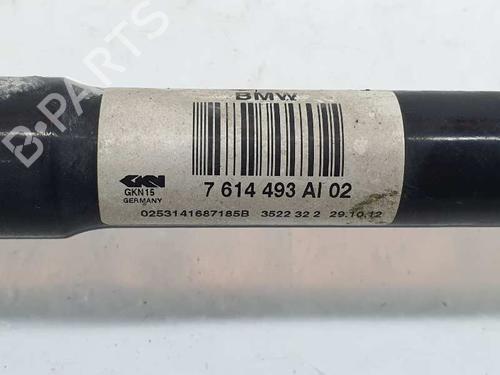 B-PARTS
BMW
GKN
7 614 493 AI 02
GKN15
GERMANY
0253141687185B 3522 32 2 29.10.12